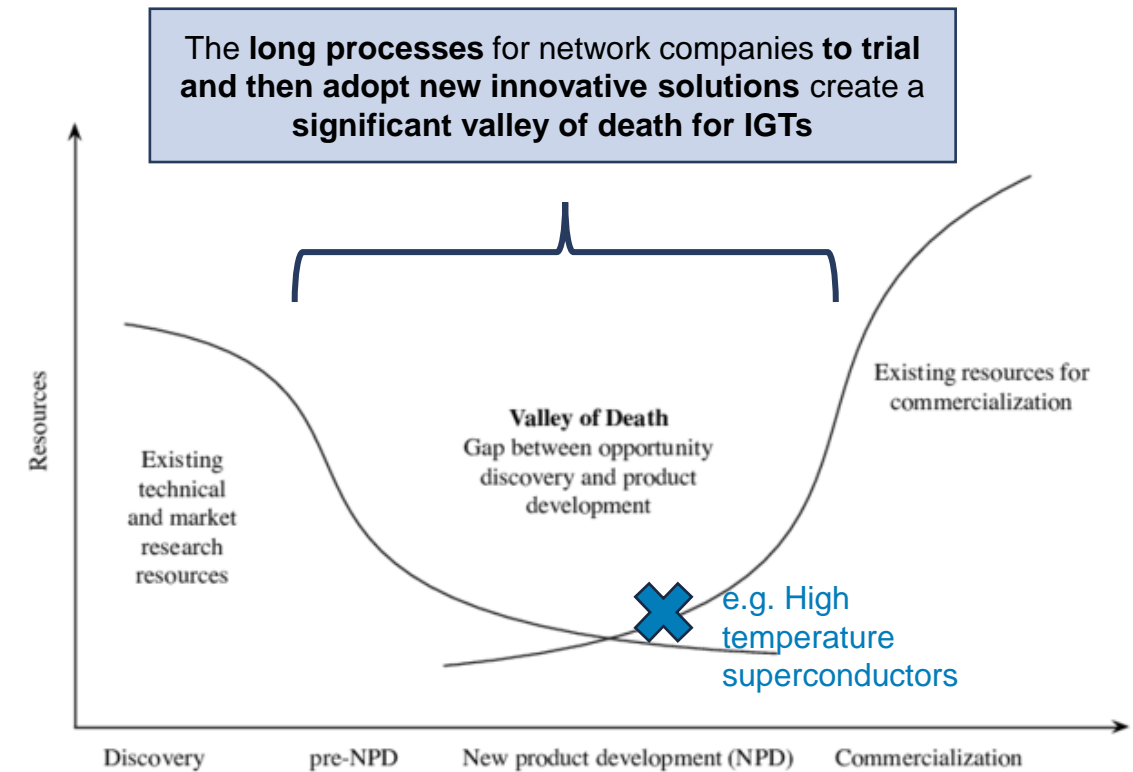 The long processes for network companies to trial
and then adopt new innovative solutions create a
significant valley of death for IGTs
Resources
Existing
technical
and market
research
resources
Valley of Death
Gap between opportunity
discovery and product
development
Existing resources for
commercialization
e.g. High
temperature
superconductors
Discovery
pre-NPD
New product development (NPD)
Commercialization